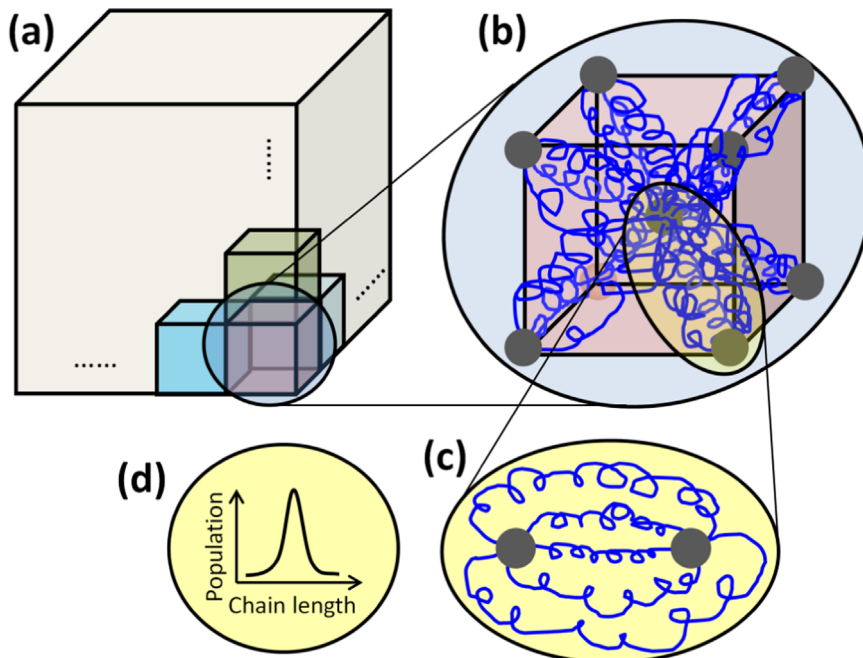 (a)
(b)
......
......
......
(d)
Population
Chain length
(c)